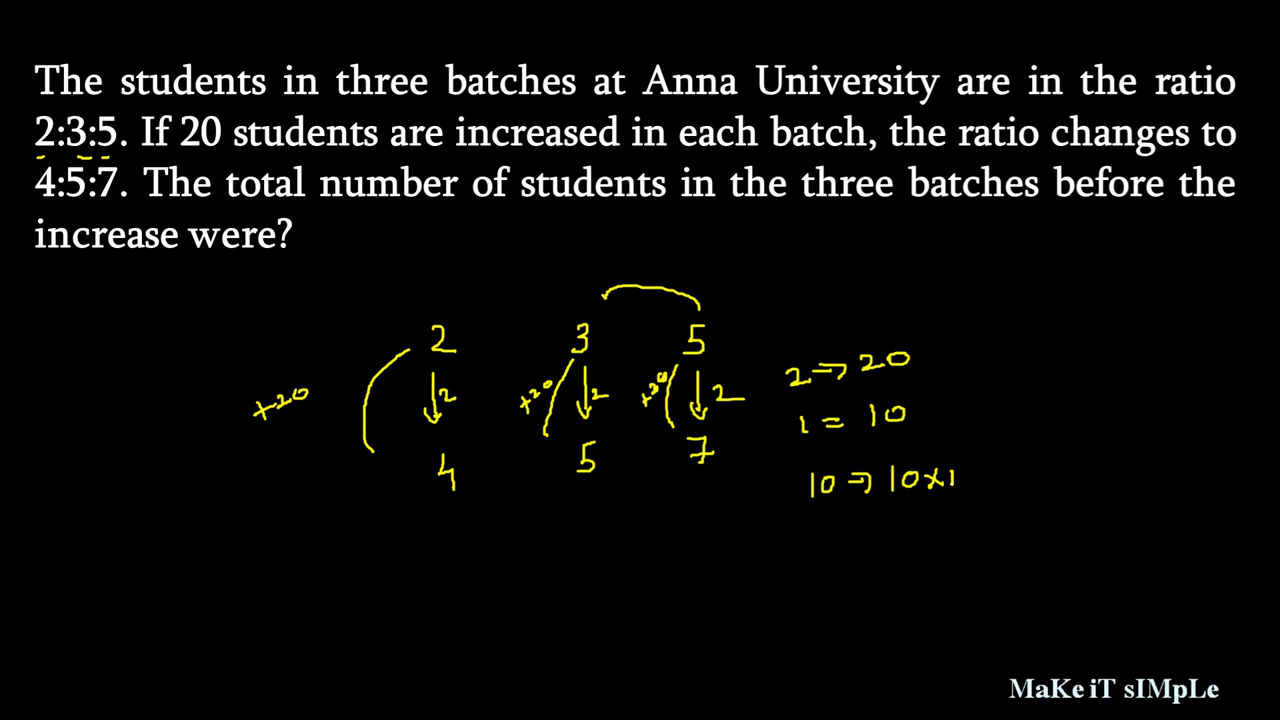 The students in three batches at Anna University are in the ratio
2:3:5. If 20 students are increased in each batch, the ratio changes to
4:5:7. The total number of students in the three batches before the
increase were?
2 3 5
2 → 20
+20 2 +20 2 +20 2
1 = 10
4 5 7
10 → 10x1
MaKe iT sIMpLe